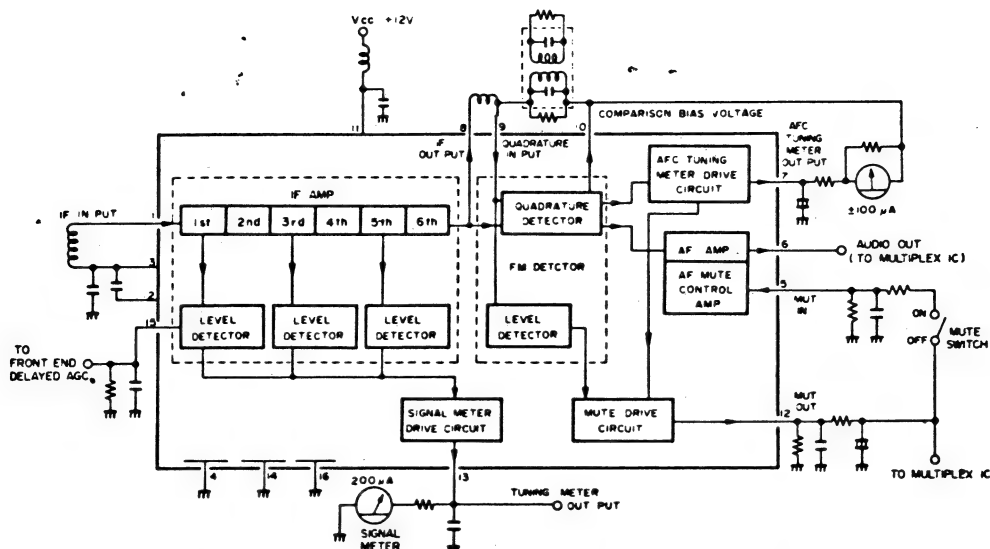 Vcc +12V
11
8
9
10
COMPARISON BIAS VOLTAGE
IF
OUT PUT
QUADRATURE
IN PUT
AFC
TUNING
METER
OUT PUT
7
±100 μA
AFC TUNING
METER DRIVE
CIRCUIT
IF AMP
1st
2nd
3rd
4th
5th
6th
QUADRATURE
DETECTOR
IF IN PUT
1
3
2
15
AF AMP
6
AUDIO OUT
(TO MULTIPLEX IC)
AF MUTE
CONTROL
AMP
5
MUT
IN
FM DETCTOR
LEVEL
DETECTOR
LEVEL
DETECTOR
LEVEL
DETECTOR
LEVEL
DETECTOR
ON
OFF
MUTE
SWITCH
TO
FRONT END
DELAYED AGC
SIGNAL METER
DRIVE CIRCUIT
MUTE DRIVE
CIRCUIT
MUT
OUT
12
TO MULTIPLEX IC
4
14
16
13
200 μA
SIGNAL
METER
TUNING METER
OUT PUT